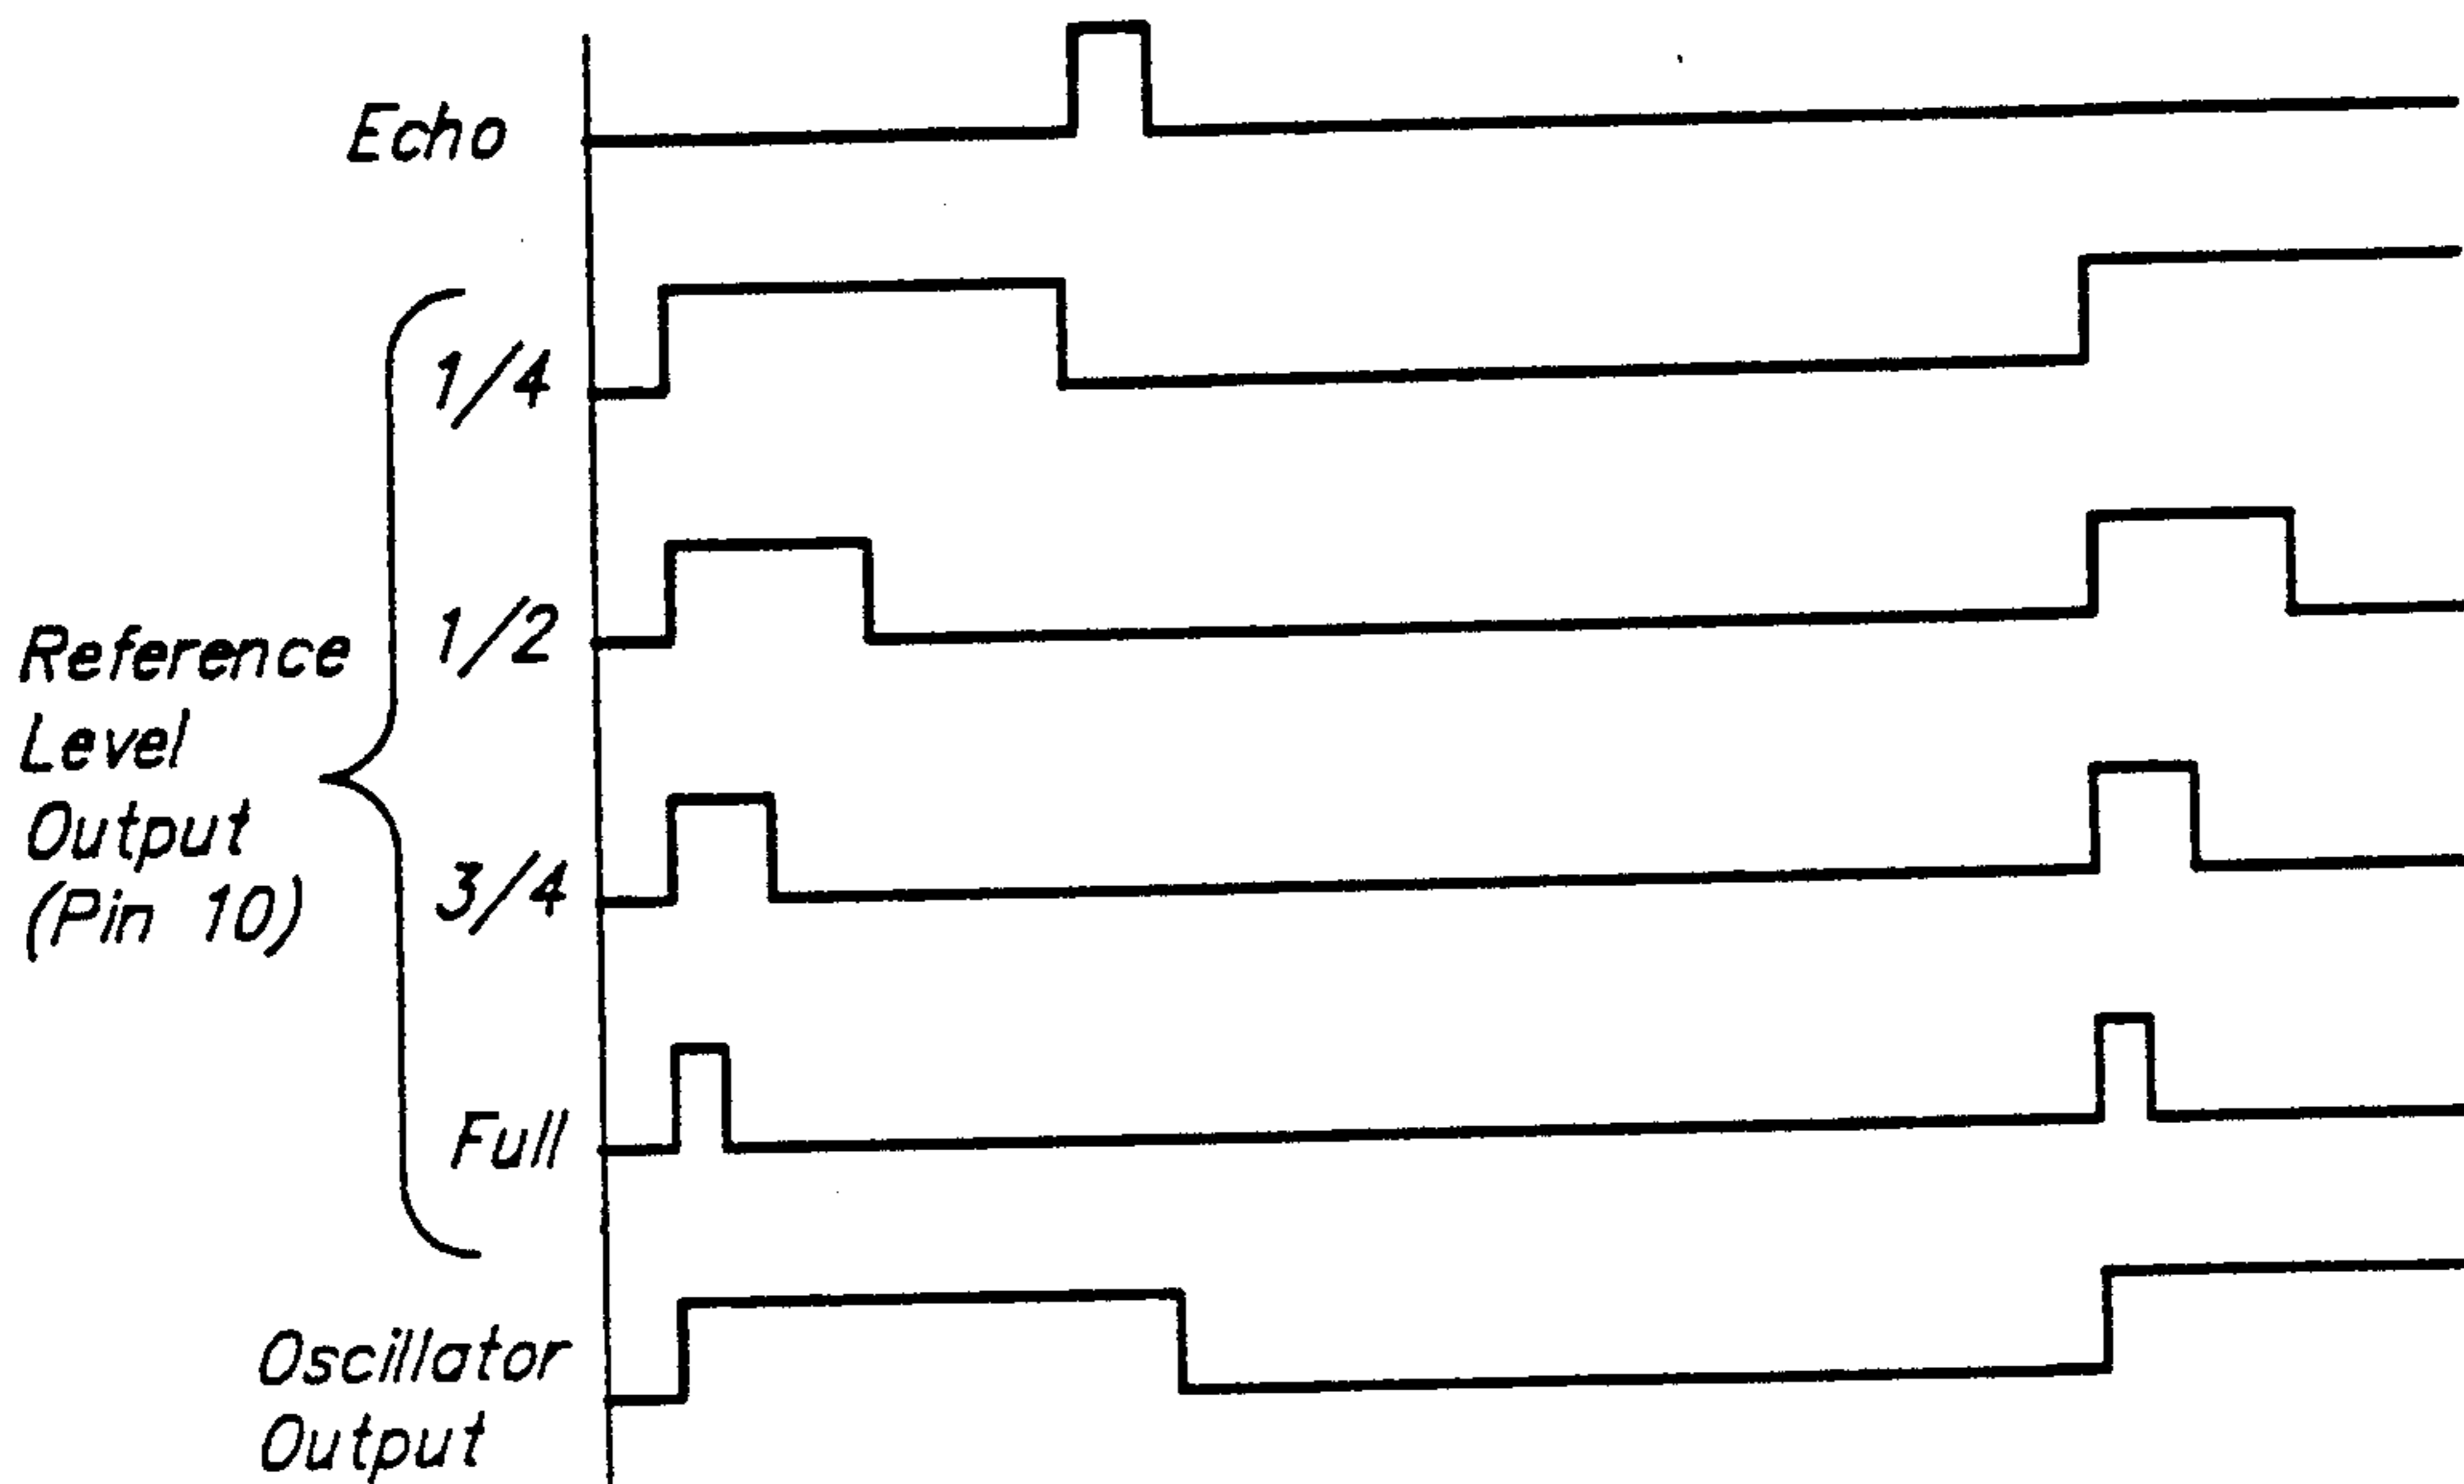 Echo
1/4
1/2
Reference
Level
Output
(Pin 10)
3/4
Full
Oscillator
Output